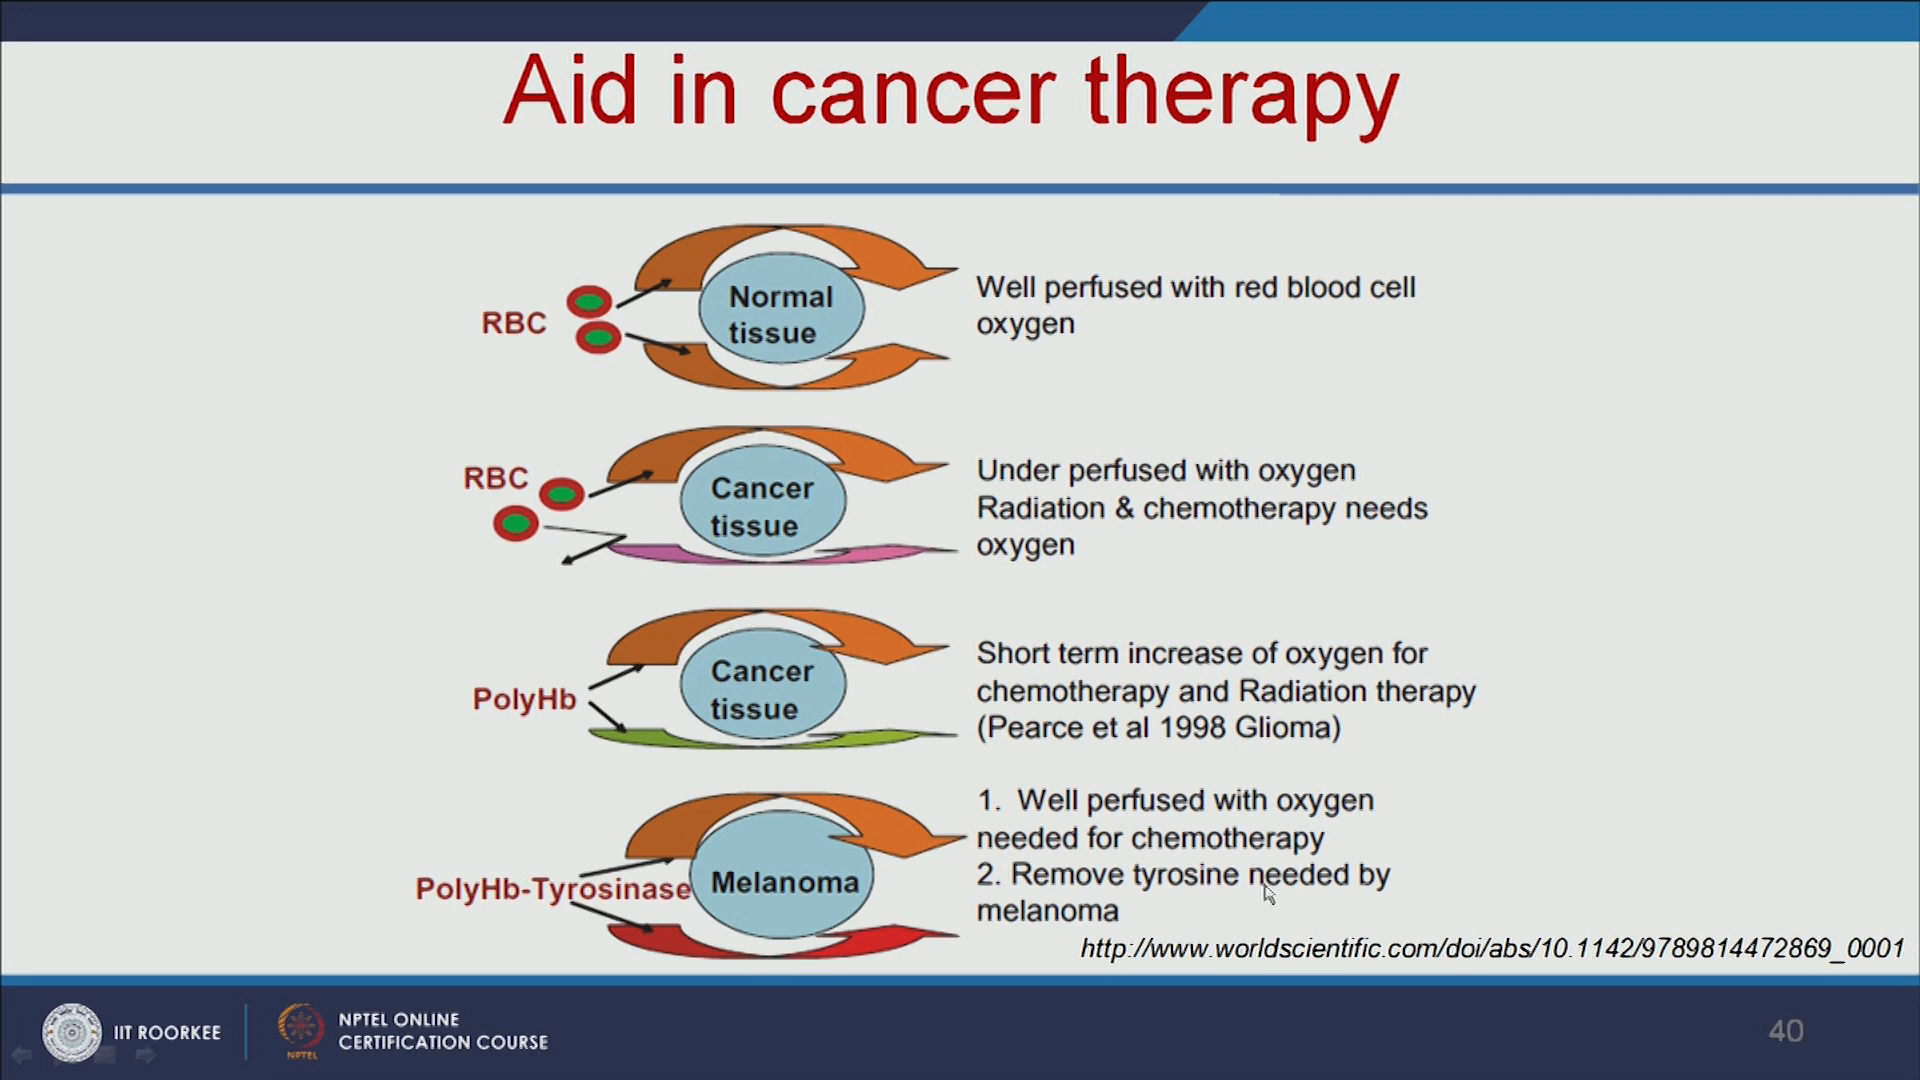 Aid in cancer therapy
RBC
Normal
tissue
Well perfused with red blood cell
oxygen
RBC
Cancer
tissue
Under perfused with oxygen
Radiation & chemotherapy needs
oxygen
PolyHb
Cancer
tissue
Short term increase of oxygen for
chemotherapy and Radiation therapy
(Pearce et al 1998 Glioma)
PolyHb-Tyrosinase
Melanoma
1. Well perfused with oxygen
needed for chemotherapy
2. Remove tyrosine needed by
melanoma
http://www.worldscientific.com/doi/abs/10.1142/9789814472869_0001
IIT ROORKEE
NPTEL
NPTEL ONLINE
CERTIFICATION COURSE
40